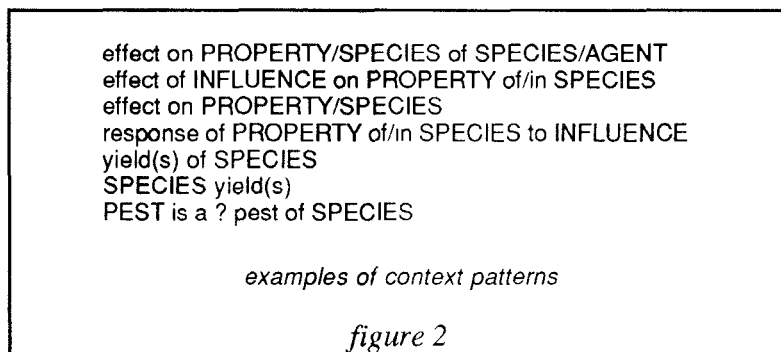 effect on PROPERTY/SPECIES of SPECIES/AGENT
effect of INFLUENCE on PROPERTY of/in SPECIES
effect on PROPERTY/SPECIES
response of PROPERTY of/in SPECIES to INFLUENCE
yield(s) of SPECIES
SPECIES yield(s)
PEST is a ? pest of SPECIES
examples of context patterns
figure 2